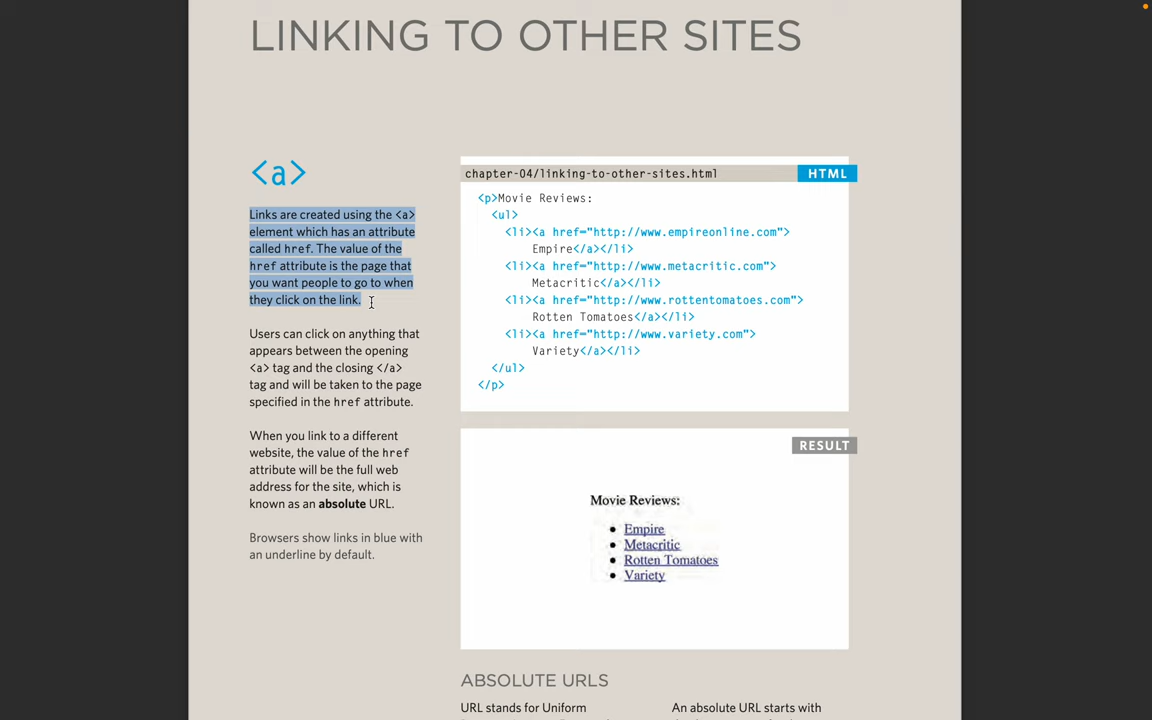 LINKING TO OTHER SITES
<a>
Links are created using the <a>
element which has an attribute
called href. The value of the
href attribute is the page that
you want people to go to when
they click on the link.
Users can click on anything that
appears between the opening
<a> tag and the closing </a>
tag and will be taken to the page
specified in the href attribute.
When you link to a different
website, the value of the href
attribute will be the full web
address for the site, which is
known as an absolute URL.
Browsers show links in blue with
an underline by default.
chapter-04/linking-to-other-sites.html
HTML
<p>Movie Reviews:
<ul>
<li><a href="http://www.empireonline.com">
Empire</a></li>
<li><a href="http://www.metacritic.com">
Metacritic</a></li>
<li><a href="http://www.rottentomatoes.com">
Rotten Tomatoes</a></li>
<li><a href="http://www.variety.com">
Variety</a></li>
</ul>
</p>
RESULT
Movie Reviews:
Empire
Metacritic
Rotten Tomatoes
Variety
ABSOLUTE URLS
URL stands for Uniform
An absolute URL starts with